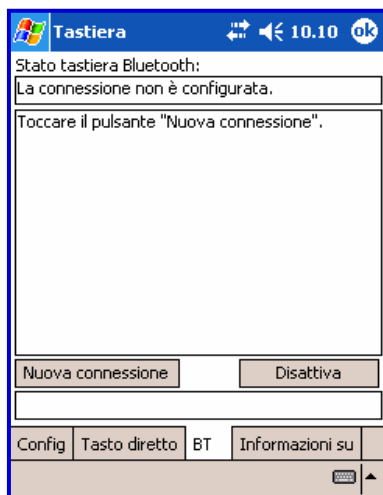 Tastiera 10.10 ok
Stato tastiera Bluetooth:
La connessione non è configurata.
Toccare il pulsante "Nuova connessione".
Nuova connessione Disattiva
Config Tasto diretto BT Informazioni su